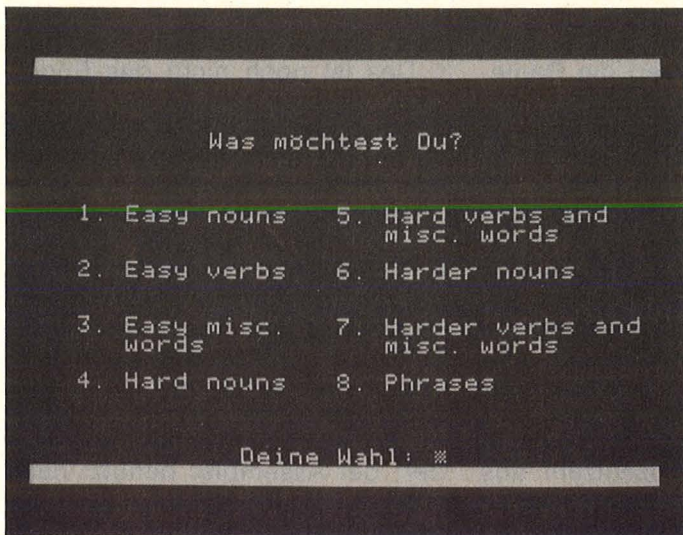 Was möchtest Du?
1. Easy nouns
2. Easy verbs
3. Easy misc.
words
4. Hard nouns
5. Hard verbs and
misc. words
6. Harder nouns
7. Harder verbs and
misc. words
8. Phrases
Deine Wahl: ※